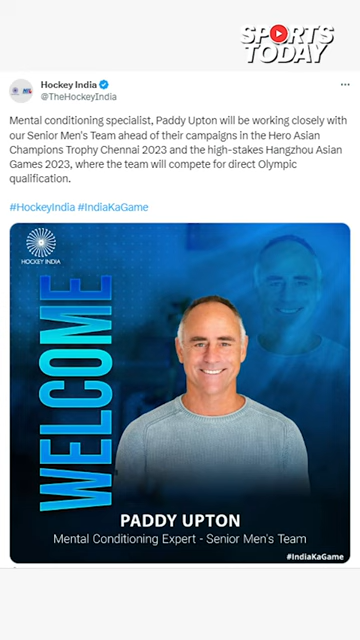 SPORTS
TODAY
Hockey India
@TheHockeyIndia
Mental conditioning specialist, Paddy Upton will be working closely with
our Senior Men's Team ahead of their campaigns in the Hero Asian
Champions Trophy Chennai 2023 and the high-stakes Hangzhou Asian
Games 2023, where the team will compete for direct Olympic
qualification.
#HockeyIndia #IndiaKaGame
HOCKEY INDIA
WELCOME
PADDY UPTON
Mental Conditioning Expert - Senior Men's Team
#IndiaKaGame